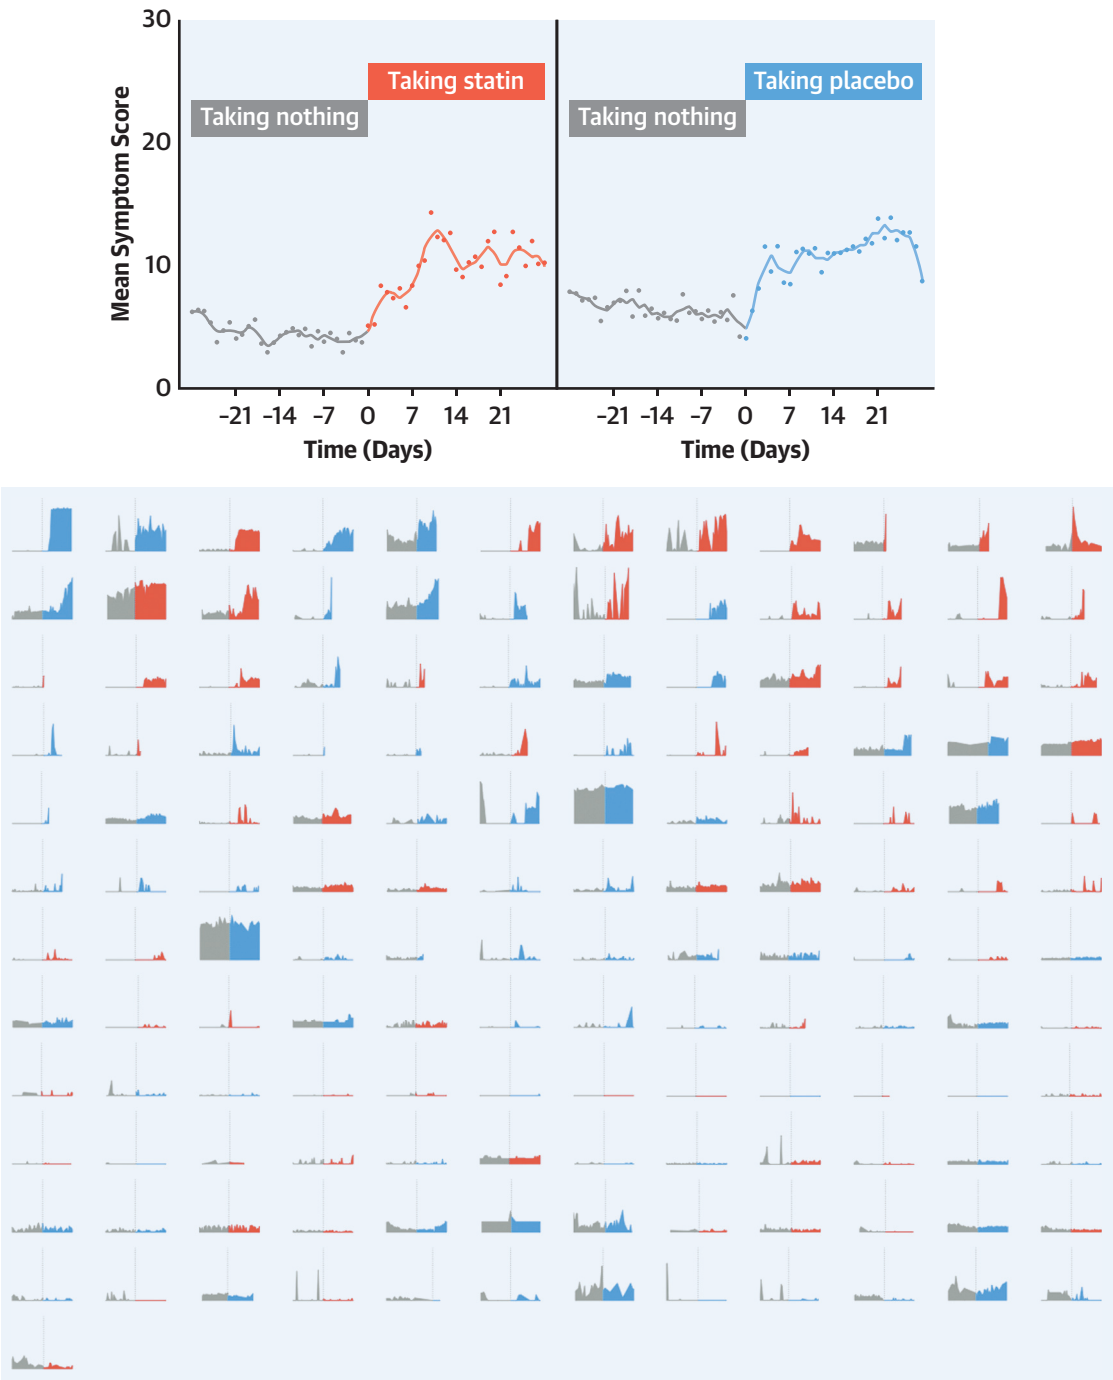 30
Taking statin
Taking placebo
Taking nothing
Taking nothing
20
Mean Symptom Score
10
0
-21 -14 -7 0 7 14 21
-21 -14 -7 0 7 14 21
Time (Days)
Time (Days)